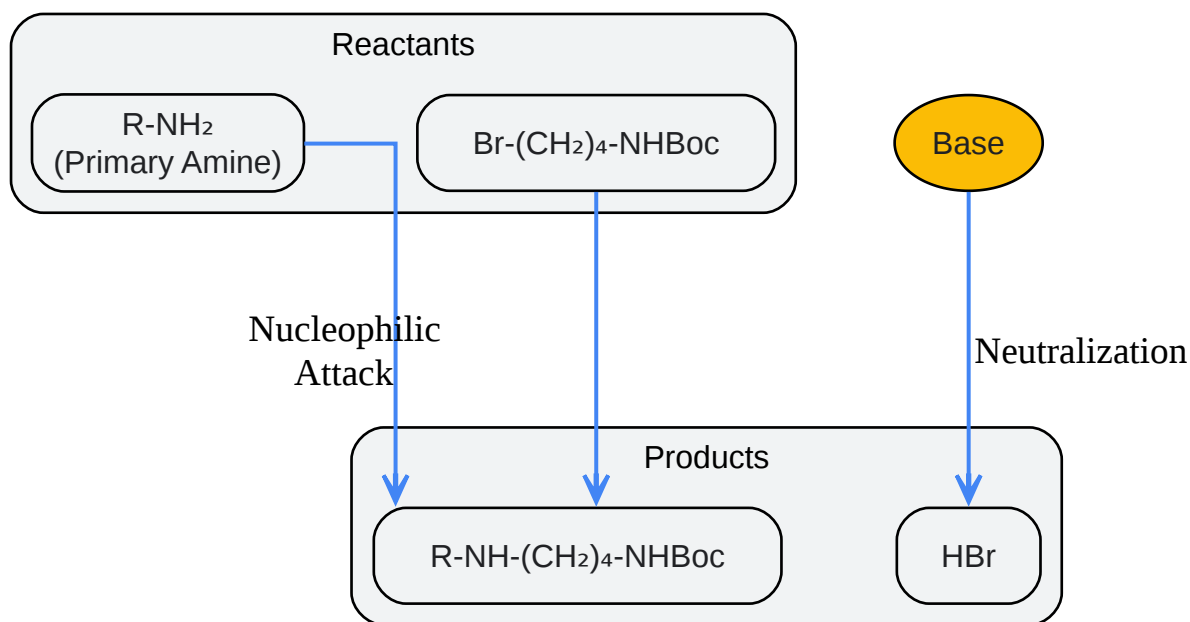 Reactants
R-NH₂
(Primary Amine)
Br-(CH₂)₄-NHBoc
Base
Nucleophilic
Attack
Neutralization
Products
R-NH-(CH₂)₄-NHBoc
HBr